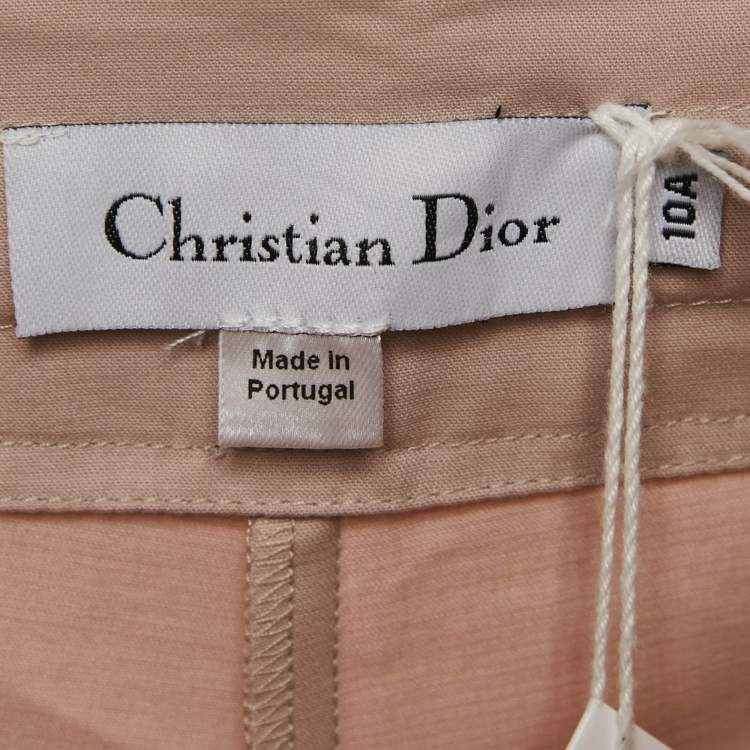 Christian Dior
10A
Made in
Portugal